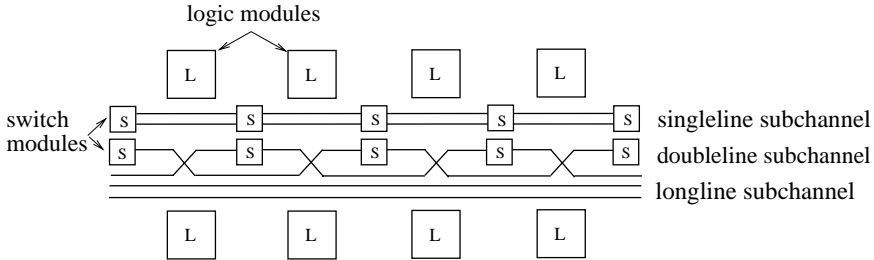 logic modules
L L L L
switch
modules
S S S S S singleline subchannel
S S S S S doubleline subchannel
longline subchannel
L L L L